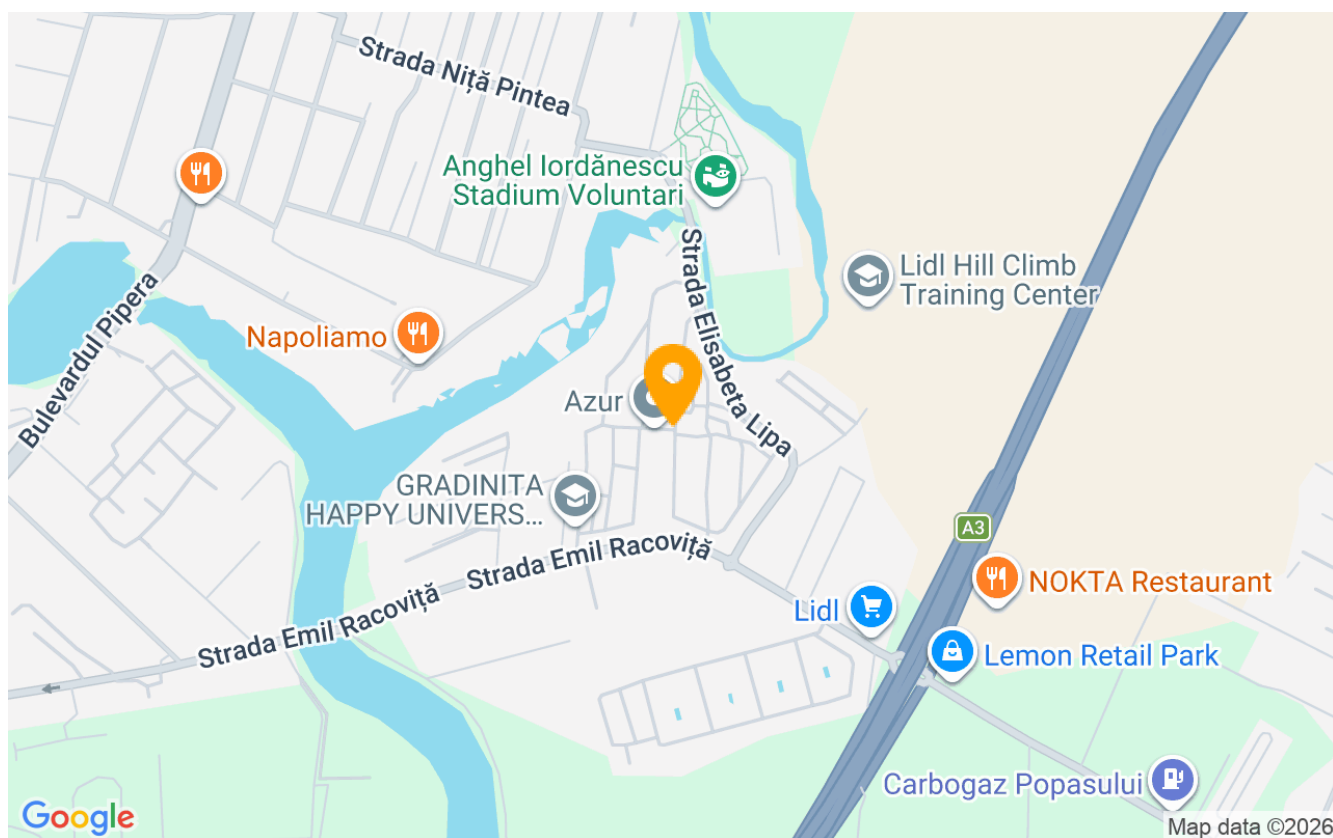 Strada Niță Pintea
Anghel Iordănescu
Stadium Voluntari
Lidl Hill Climb
Training Center
Strada Elisabeta Lipa
Bulevardul Pipera
Napoliamo
Azur
GRADINITA
HAPPY UNIVERS...
A3
Strada Emil Racoviță
Strada Emil Racoviță
NOKTA Restaurant
Lidl
Lemon Retail Park
Carbogaz Popasului
Google
Map data ©2026